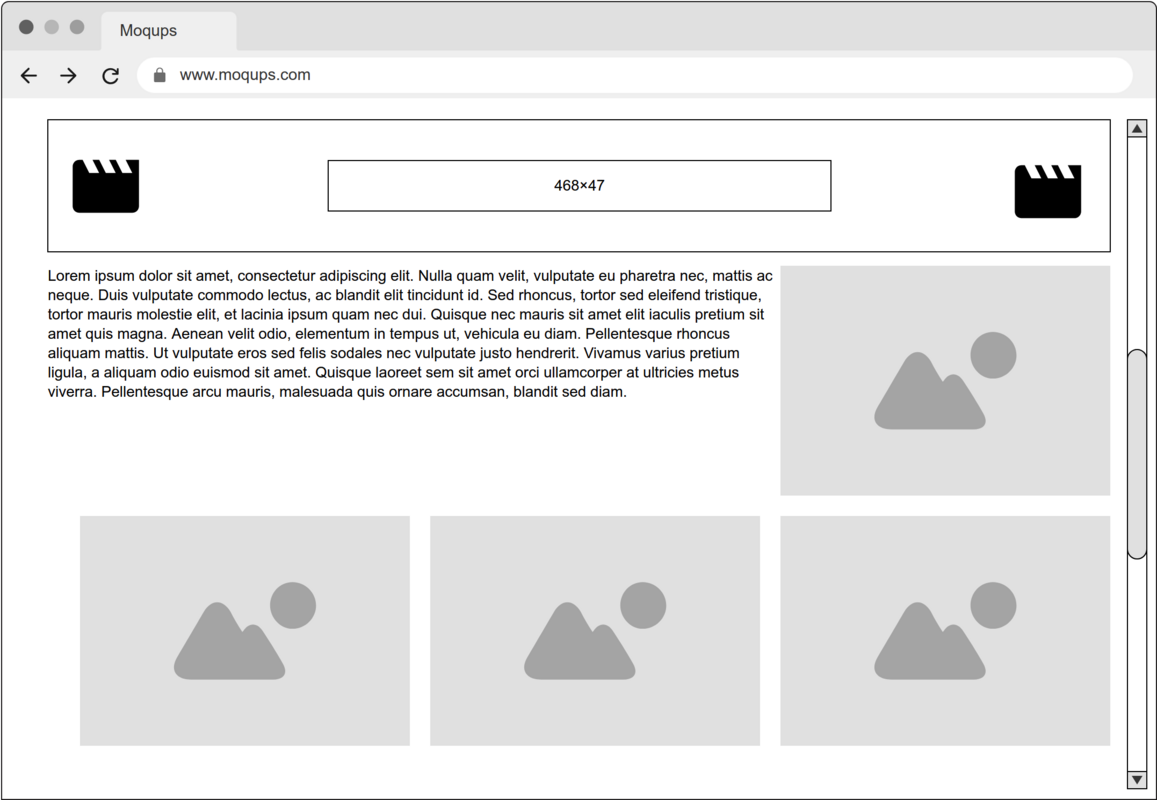 Moqups
www.moqups.com
468×47
Lorem ipsum dolor sit amet, consectetur adipiscing elit. Nulla quam velit, vulputate eu pharetra nec, mattis ac
neque. Duis vulputate commodo lectus, ac blandit elit tincidunt id. Sed rhoncus, tortor sed eleifend tristique,
tortor mauris molestie elit, et lacinia ipsum quam nec dui. Quisque nec mauris sit amet elit iaculis pretium sit
amet quis magna. Aenean velit odio, elementum in tempus ut, vehicula eu diam. Pellentesque rhoncus
aliquam mattis. Ut vulputate eros sed felis sodales nec vulputate justo hendrerit. Vivamus varius pretium
ligula, a aliquam odio euismod sit amet. Quisque laoreet sem sit amet orci ullamcorper at ultricies metus
viverra. Pellentesque arcu mauris, malesuada quis ornare accumsan, blandit sed diam.